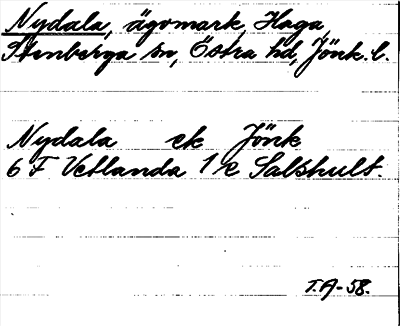 Nydala, ägomark, Haga,
Stenberga sn, Östra hd, Jönk. l.
Nydala ek Jönk
6 F Vetlanda 1 e Salshult.
T.A-58.